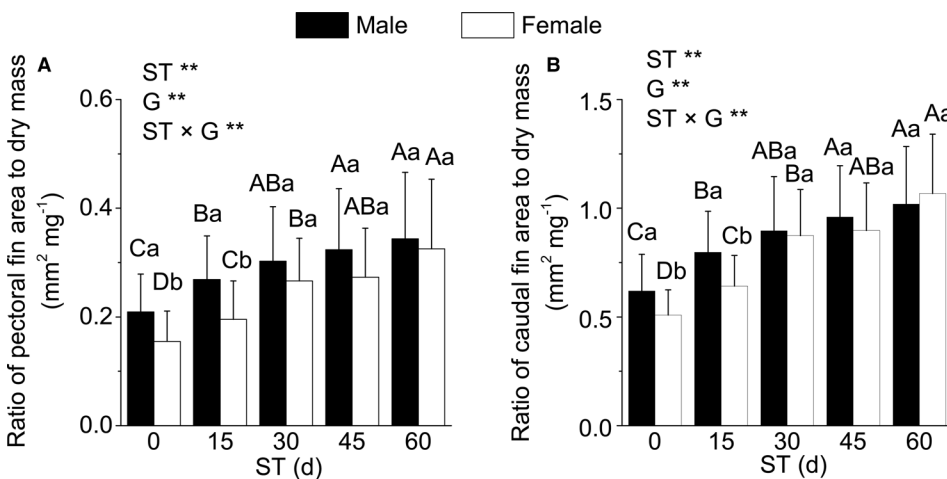 Male Female
A
ST **
G **
ST × G **
Ratio of pectoral fin area to dry mass
(mm² mg⁻¹)
0.6
0.4
0.2
0.0
Ca Db Ba Cb ABa Ba Aa ABa Aa Aa
0 15 30 45 60
ST (d)
B
ST **
G **
ST × G **
Ratio of caudal fin area to dry mass
(mm² mg⁻¹)
1.5
1.0
0.5
0.0
Ca Db Ba Cb ABa Ba Aa ABa Aa Aa
0 15 30 45 60
ST (d)